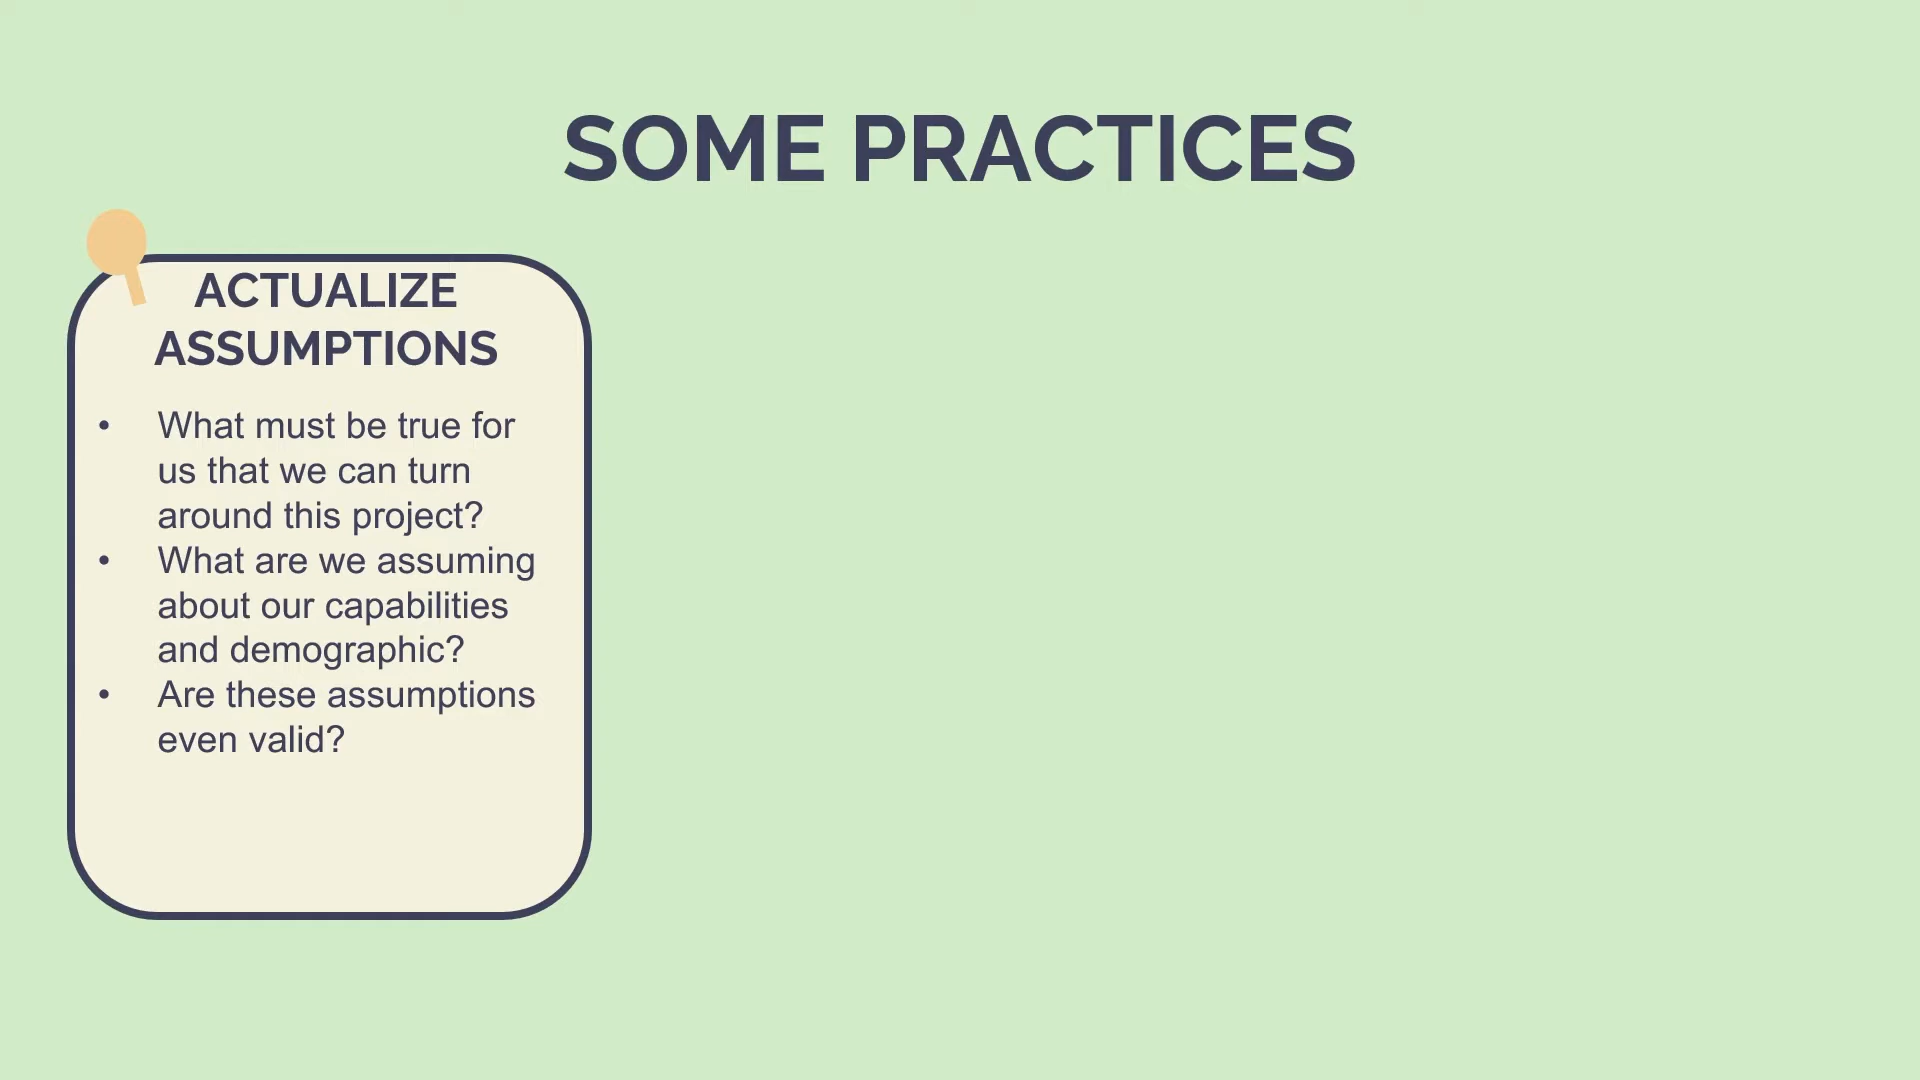 SOME PRACTICES
ACTUALIZE
ASSUMPTIONS
• What must be true for
us that we can turn
around this project?
• What are we assuming
about our capabilities
and demographic?
• Are these assumptions
even valid?